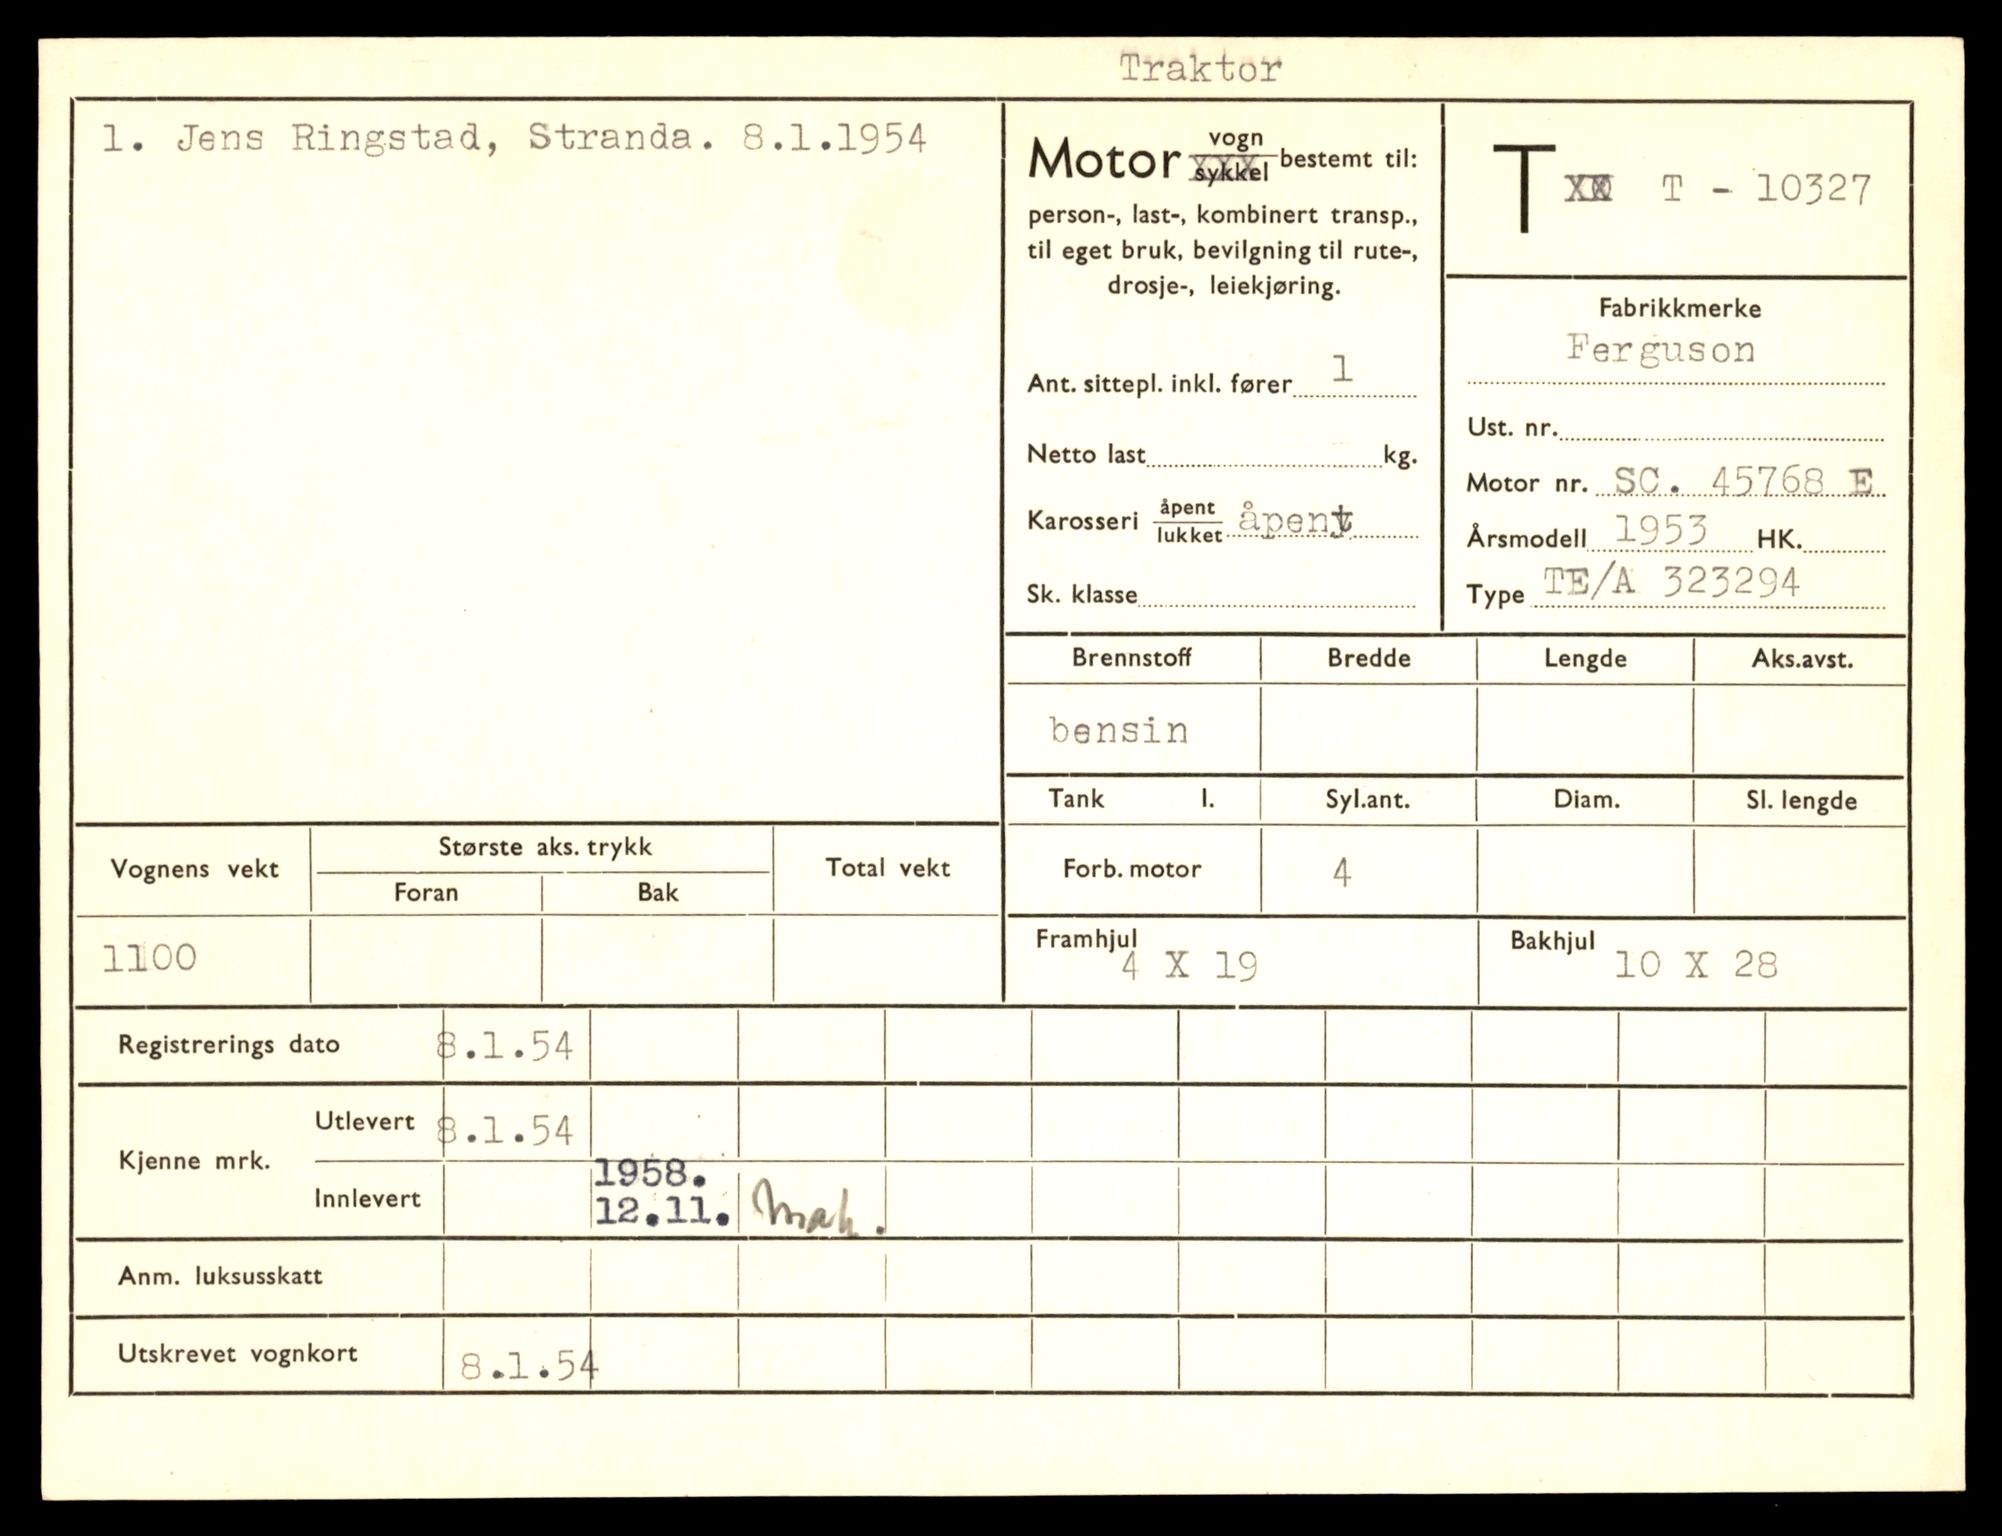 Traktor
1. Jens Ringstad, Stranda. 8.1.1954
Motor vogn sykkel bestemt til:
person-, last-, kombinert transp.,
til eget bruk, bevilgning til rute-,
drosje-, leiekjøring.
Ant. sittepl. inkl. fører 1
Netto last kg.
Karosseri åpent lukket åpent
Sk. klasse
T T - 10327
Fabrikkmerke
Ferguson
Ust. nr.
Motor nr. SC. 45768 E
Årsmodell 1953 HK.
Type TE/A 323294
Brennstoff Bredde Lengde Aks.avst.
bensin
Tank l. Syl.ant. Diam. Sl. lengde
Forb. motor 4
Framhjul 4 X 19 Bakhjul 10 X 28
Vognens vekt Største aks. trykk Total vekt
Foran Bak
1100
Registrerings dato 8.1.54
Kjenne mrk. Utlevert 8.1.54
Innlevert 1958.
12.11.
Anm. luksusskatt
Utskrevet vognkort 8.1.54